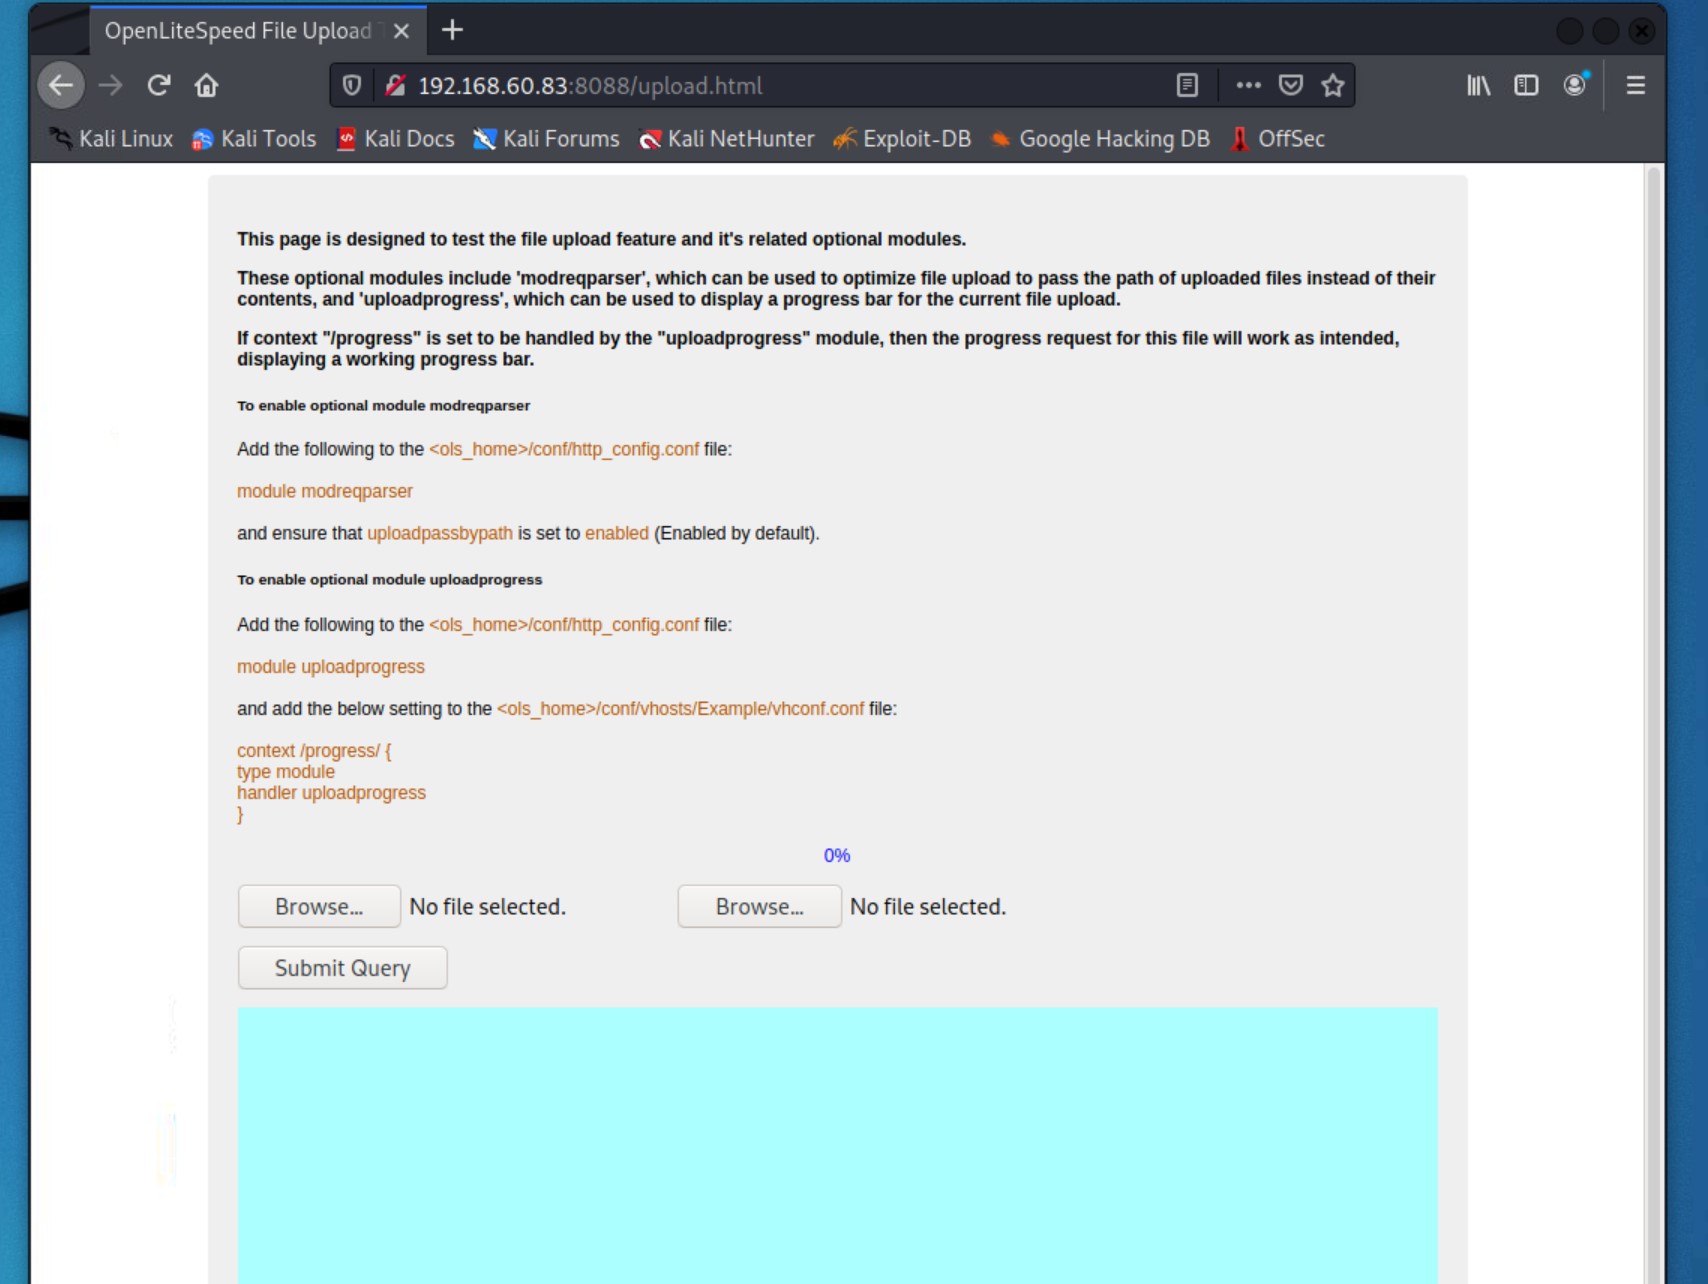 OpenLiteSpeed File Upload
192.168.60.83:8088/upload.html
Kali Linux Kali Tools Kali Docs Kali Forums Kali NetHunter Exploit-DB Google Hacking DB OffSec
This page is designed to test the file upload feature and it's related optional modules.
These optional modules include 'modreqparser', which can be used to optimize file upload to pass the path of uploaded files instead of their
contents, and 'uploadprogress', which can be used to display a progress bar for the current file upload.
If context "/progress" is set to be handled by the "uploadprogress" module, then the progress request for this file will work as intended,
displaying a working progress bar.
To enable optional module modreqparser
Add the following to the <ols_home>/conf/http_config.conf file:
module modreqparser
and ensure that uploadpassbypath is set to enabled (Enabled by default).
To enable optional module uploadprogress
Add the following to the <ols_home>/conf/http_config.conf file:
module uploadprogress
and add the below setting to the <ols_home>/conf/vhosts/Example/vhconf.conf file:
context /progress/ {
type module
handler uploadprogress
}
0%
Browse... No file selected. Browse... No file selected.
Submit Query